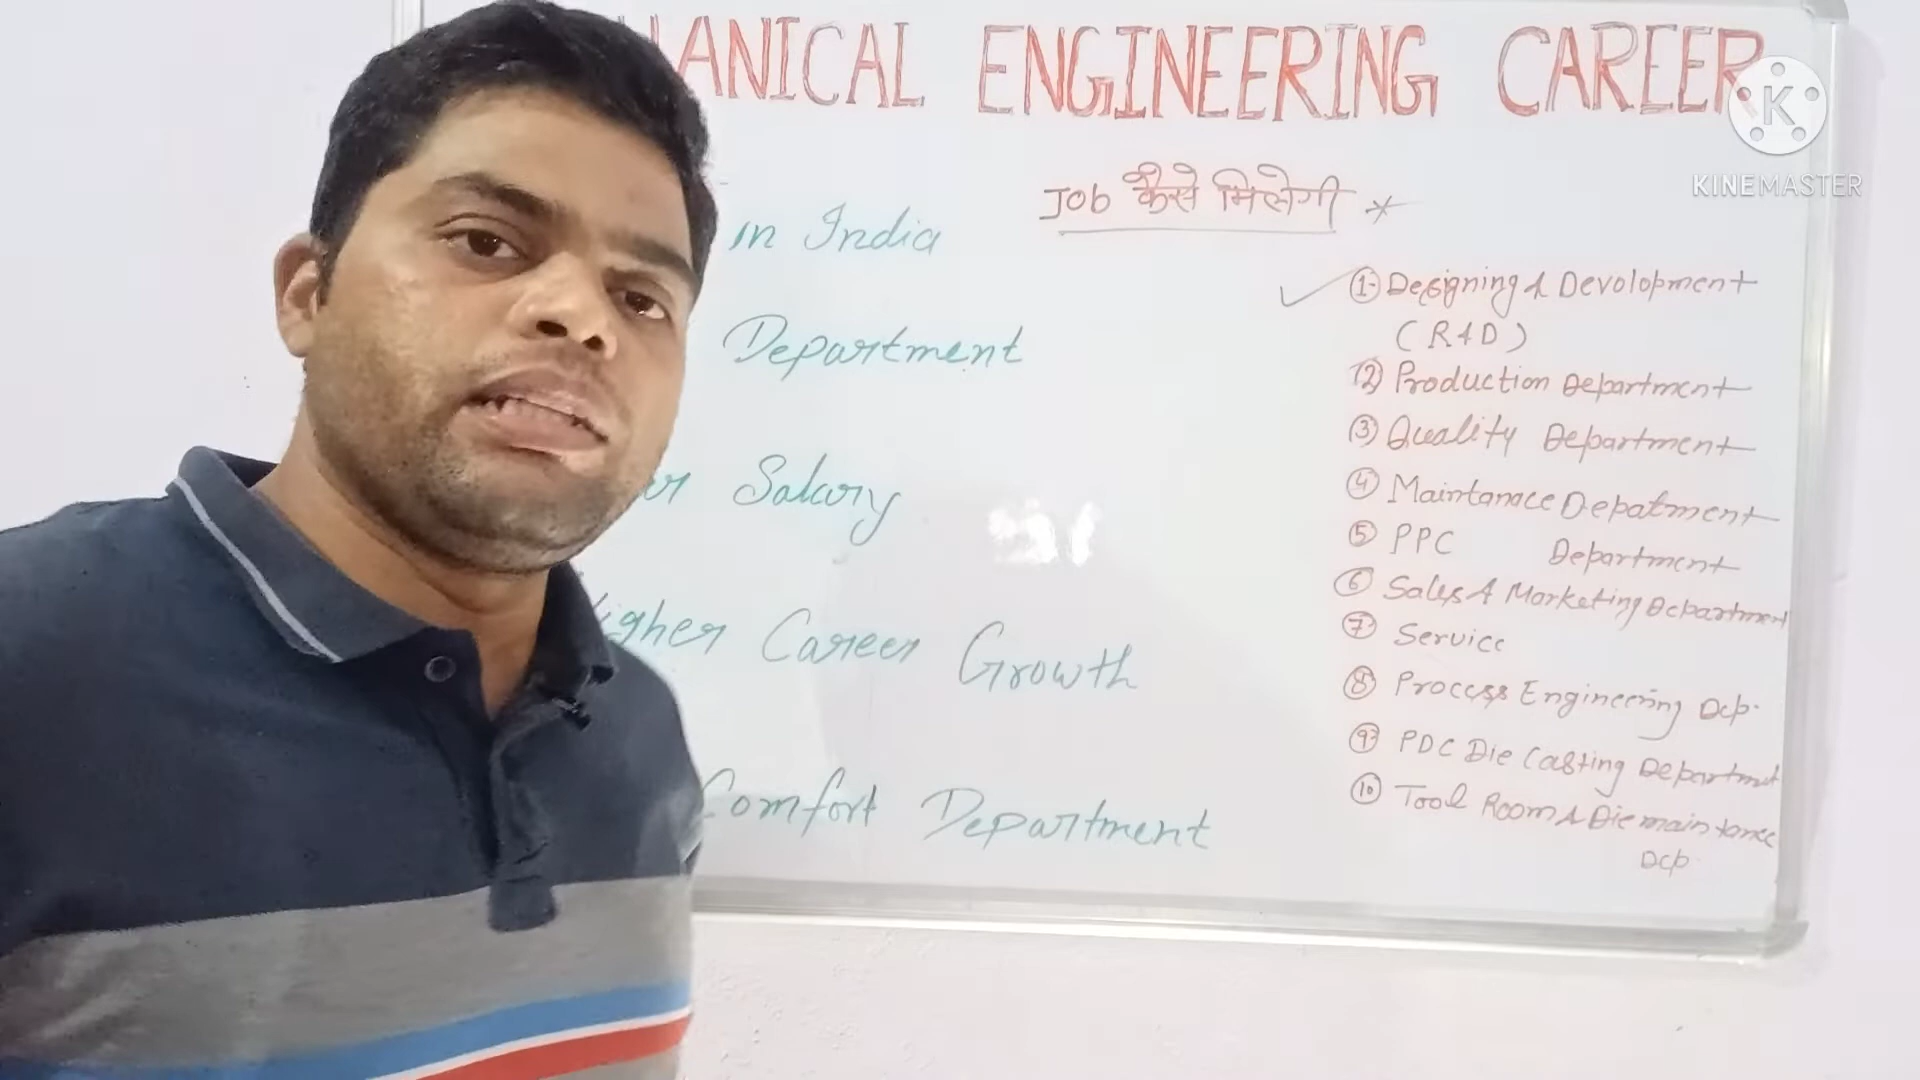 HANICAL ENGINEERING CAREER
KINEMASTER
Job कैसे मिलेगी *
in India
Department
Salary
igher Career Growth
Comfort Department
① Designing & Devolopment
(R&D)
② Production Department
③ Quality Department
④ Maintanace Depatment
⑤ PPC Department
⑥ Sales & Marketing Department
⑦ Service
⑧ Process Engineering Dep.
⑨ PDC Die Casting Department
⑩ Tool Room & Die maintance
Dep